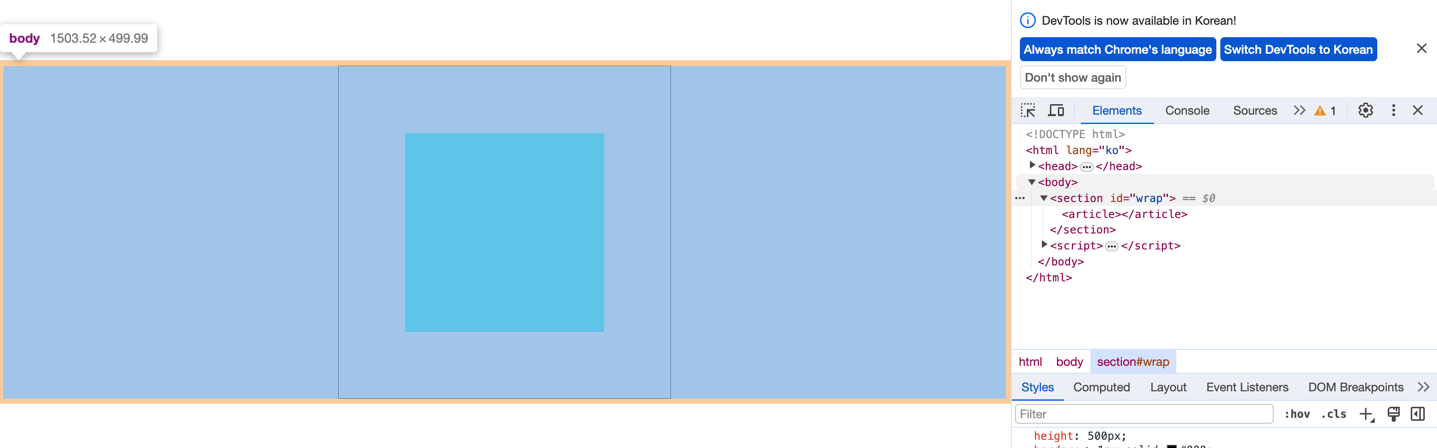 body 1503.52 × 499.99
DevTools is now available in Korean!
Always match Chrome's language
Switch DevTools to Korean
Don't show again
Elements Console Sources 1
<!DOCTYPE html>
<html lang="ko">
<head> ••• </head>
<body>
<section id="wrap"> == $0
<article></article>
</section>
<script> ••• </script>
</body>
</html>
html body section#wrap
Styles Computed Layout Event Listeners DOM Breakpoints
Filter :hov .cls
height: 500px;